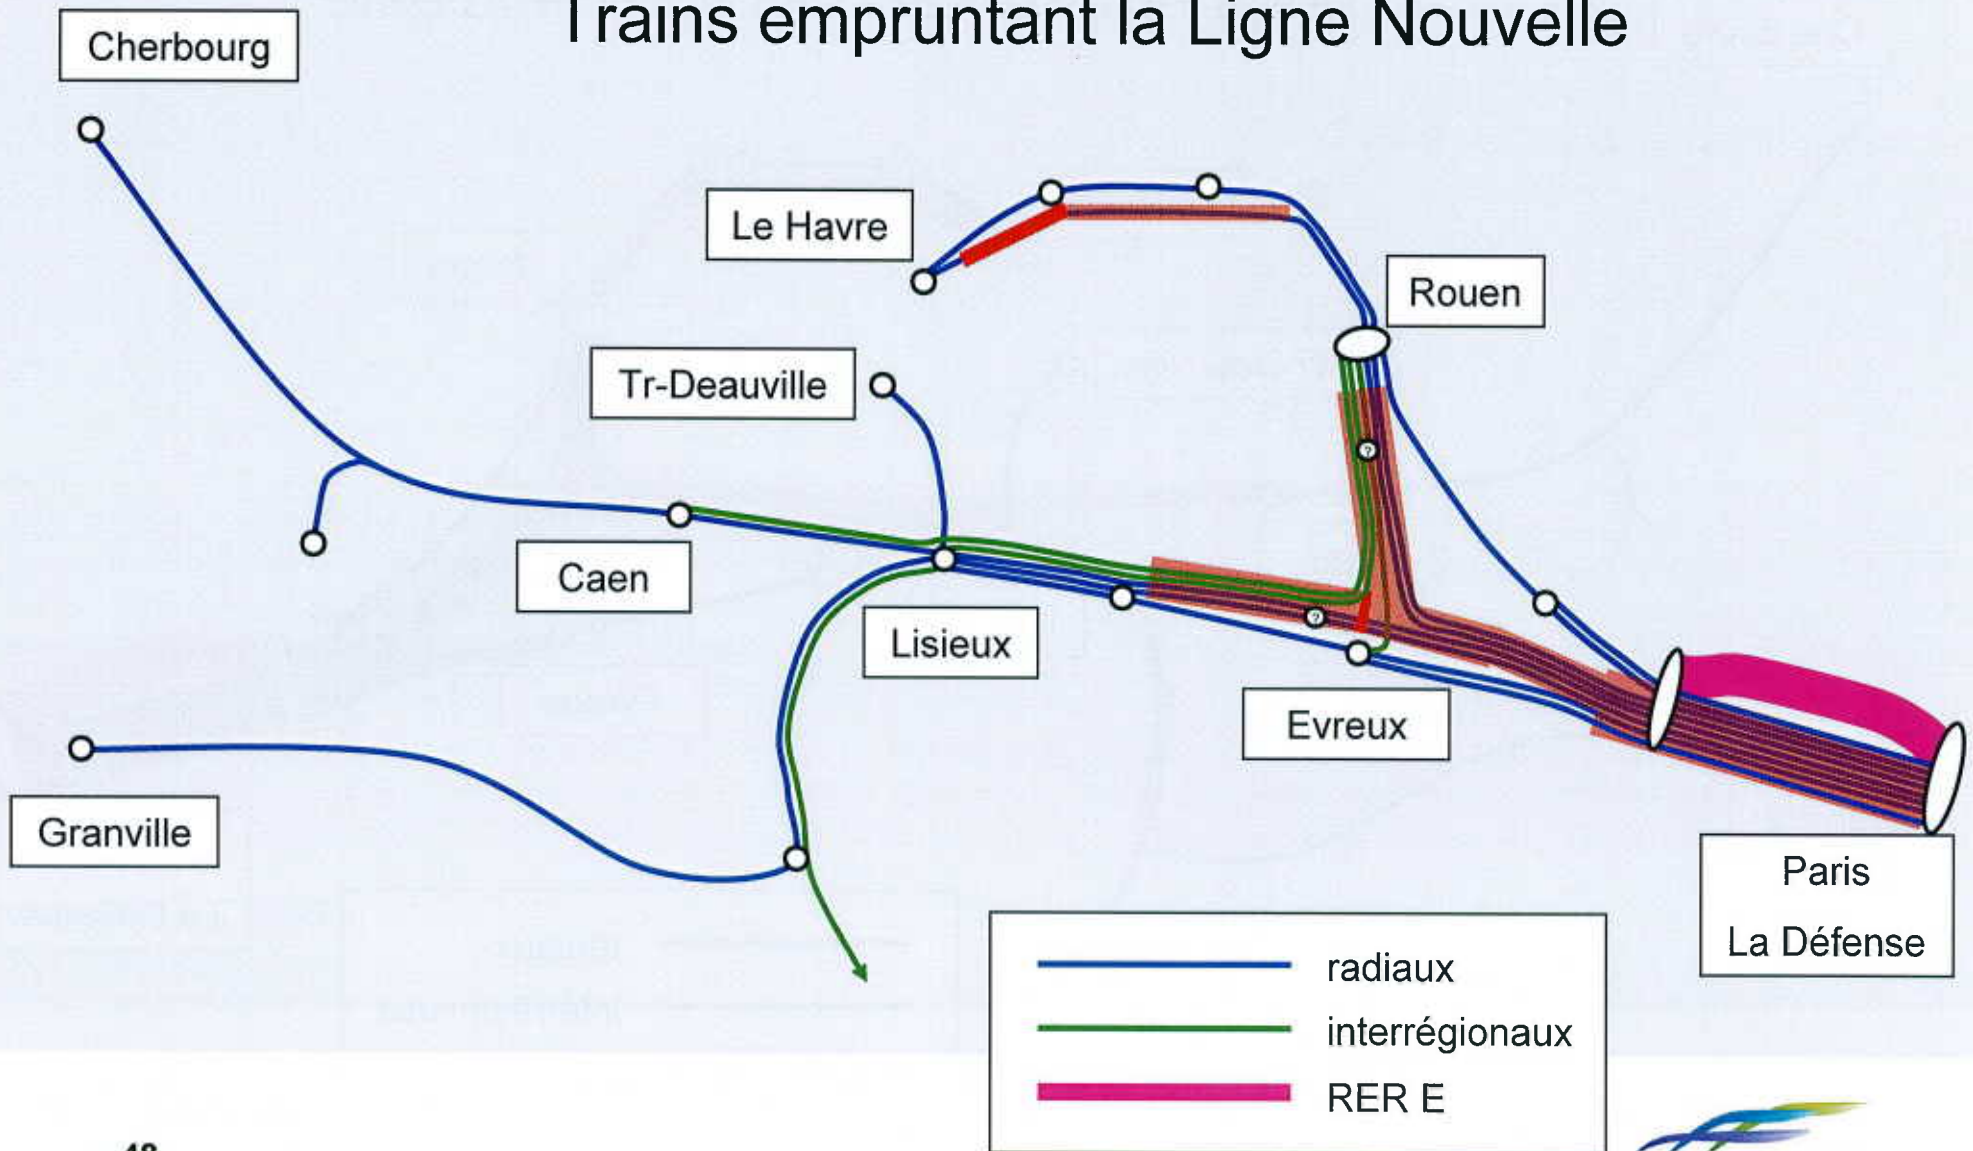 Trains empruntant la Ligne Nouvelle
Cherbourg
Le Havre
Rouen
Tr-Deauville
?
Caen
?
Lisieux
Evreux
Granville
Paris
La Défense
radiaux
interrégionaux
RER E